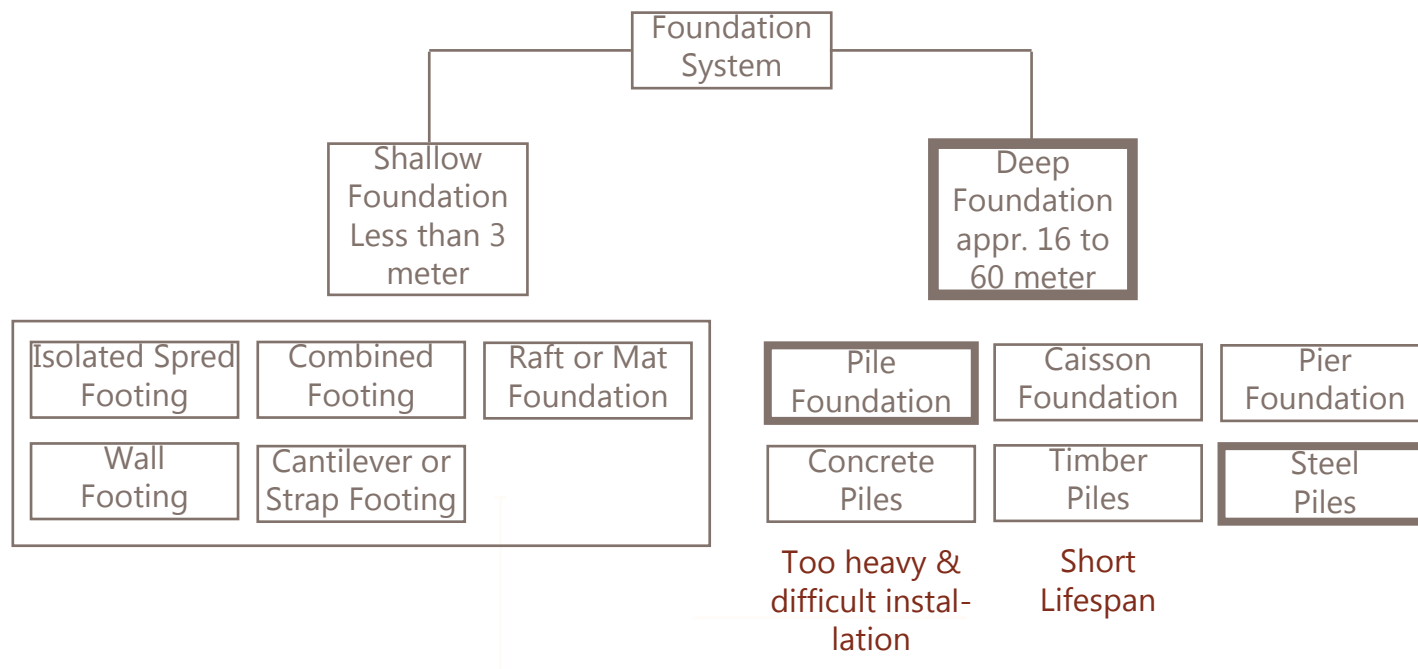 Foundation
System
Shallow
Foundation
Less than 3
meter
Deep
Foundation
appr. 16 to
60 meter
Isolated Spred
Footing
Combined
Footing
Raft or Mat
Foundation
Wall
Footing
Cantilever or
Strap Footing
Pile
Foundation
Caisson
Foundation
Pier
Foundation
Concrete
Piles
Timber
Piles
Steel
Piles
Too heavy &
difficult instal-
lation
Short
Lifespan